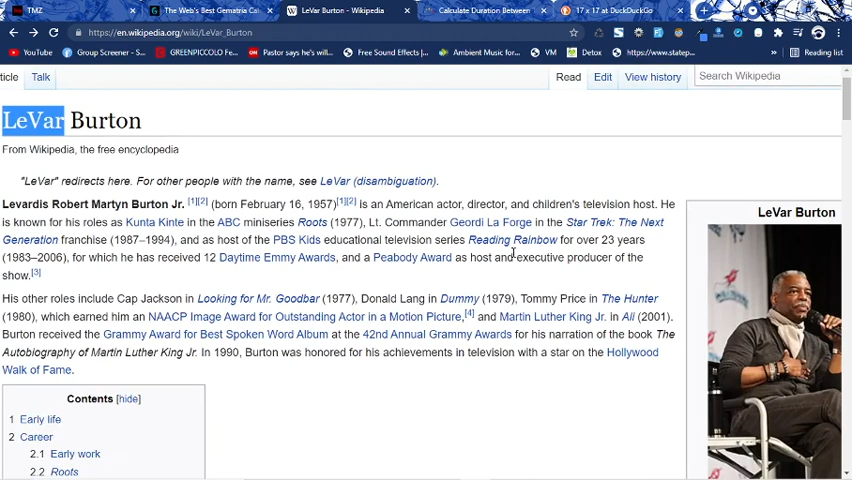 TMZ
The Web's Best Gematria Cal
LeVar Burton - Wikipedia
Calculate Duration Between
17 x 17 at DuckDuckGo
https://en.wikipedia.org/wiki/LeVar_Burton
YouTube
Group Screener - So
GREENPICCOLO Fe
Pastor says he's will
Free Sound Effects |
Ambient Music for
VM
Detox
https://www.statep
Reading list
ticle Talk Read Edit View history Search Wikipedia
LeVar Burton
From Wikipedia, the free encyclopedia
"LeVar" redirects here. For other people with the name, see LeVar (disambiguation).
Levardis Robert Martyn Burton Jr. [1][2] (born February 16, 1957)[1][2] is an American actor, director, and children's television host. He
is known for his roles as Kunta Kinte in the ABC miniseries Roots (1977), Lt. Commander Geordi La Forge in the Star Trek: The Next
Generation franchise (1987–1994), and as host of the PBS Kids educational television series Reading Rainbow for over 23 years
(1983–2006), for which he has received 12 Daytime Emmy Awards, and a Peabody Award as host and executive producer of the
show.[3]
His other roles include Cap Jackson in Looking for Mr. Goodbar (1977), Donald Lang in Dummy (1979), Tommy Price in The Hunter
(1980), which earned him an NAACP Image Award for Outstanding Actor in a Motion Picture,[4] and Martin Luther King Jr. in Ali (2001).
Burton received the Grammy Award for Best Spoken Word Album at the 42nd Annual Grammy Awards for his narration of the book The
Autobiography of Martin Luther King Jr. In 1990, Burton was honored for his achievements in television with a star on the Hollywood
Walk of Fame.
LeVar Burton
Contents [hide]
1 Early life
2 Career
2.1 Early work
2.2 Roots